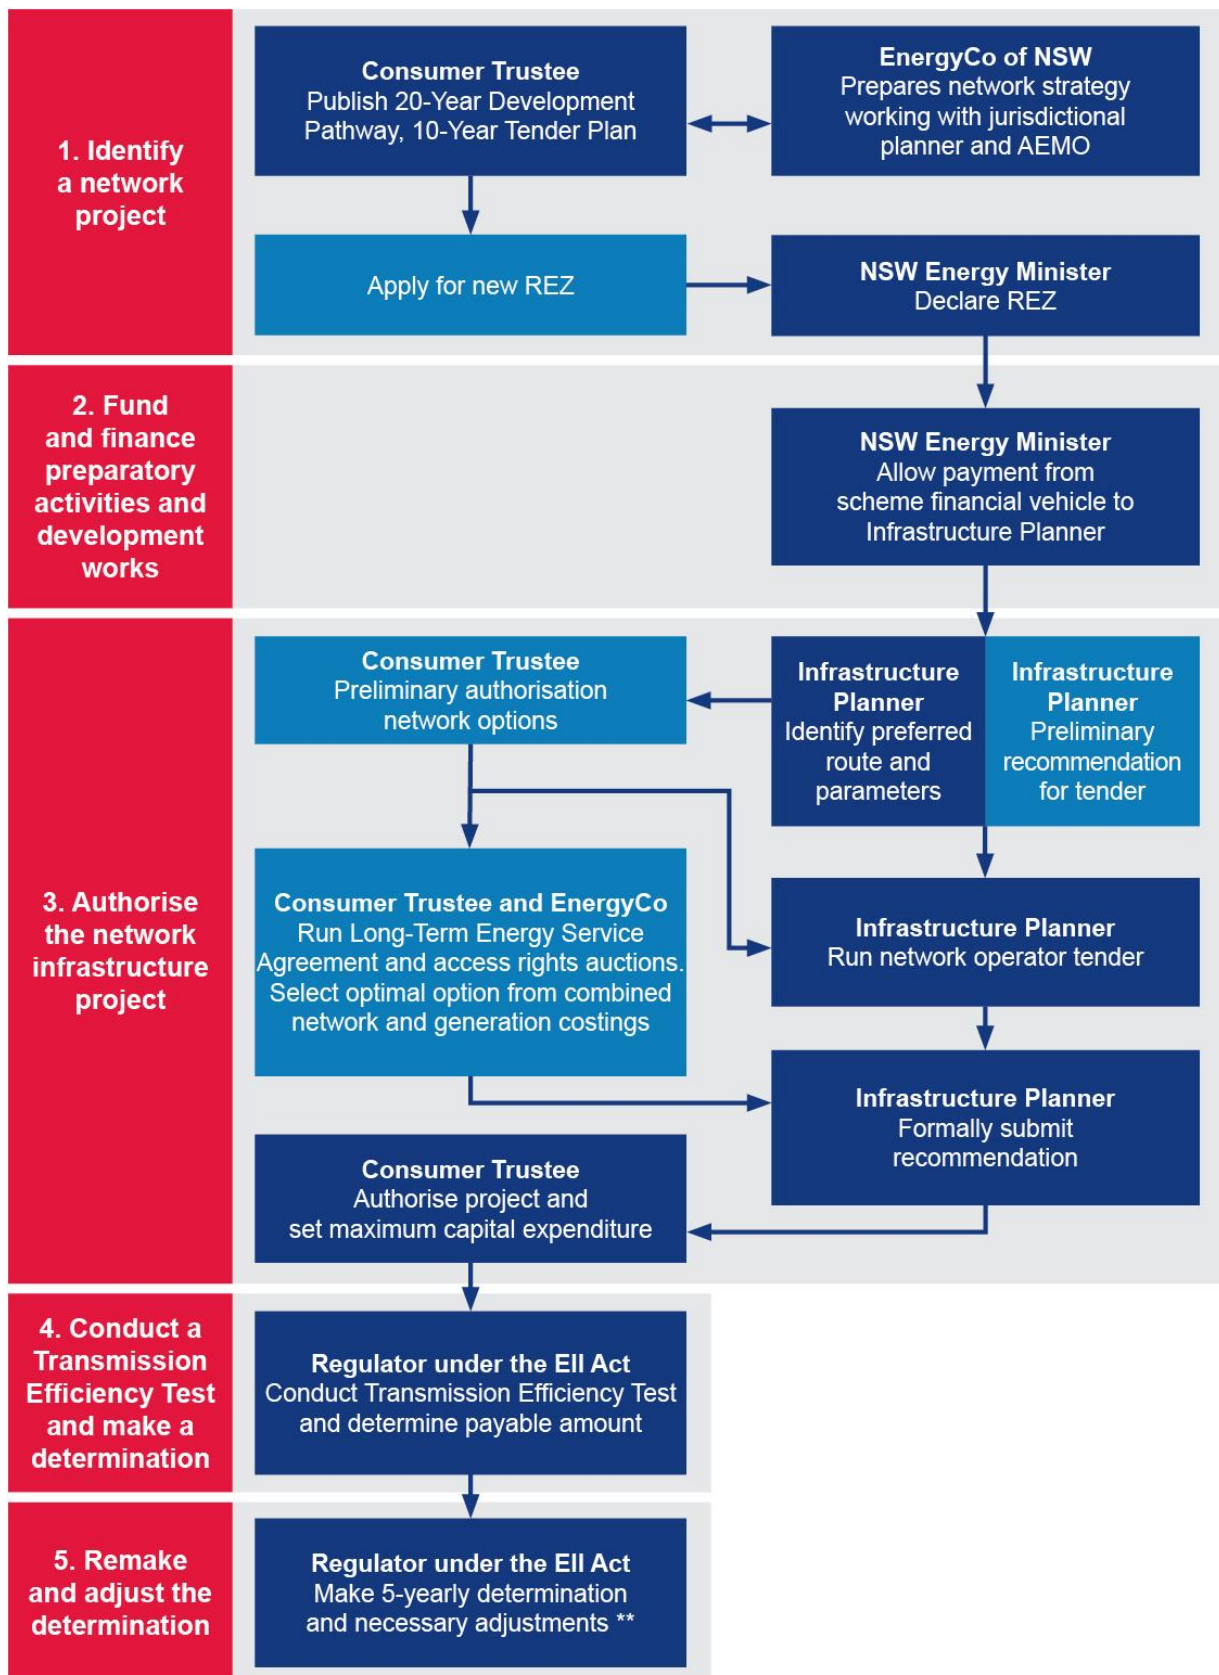 1. Identify
a network
project
Consumer Trustee
Publish 20-Year Development
Pathway, 10-Year Tender Plan
EnergyCo of NSW
Prepares network strategy
working with jurisdictional
planner and AEMO
Apply for new REZ
NSW Energy Minister
Declare REZ
2. Fund
and finance
preparatory
activities and
development
works
NSW Energy Minister
Allow payment from
scheme financial vehicle to
Infrastructure Planner
3. Authorise
the network
infrastructure
project
Consumer Trustee
Preliminary authorisation
network options
Infrastructure
Planner
Identify preferred
route and
parameters
Infrastructure
Planner
Preliminary
recommendation
for tender
Consumer Trustee and EnergyCo
Run Long-Term Energy Service
Agreement and access rights auctions.
Select optimal option from combined
network and generation costings
Infrastructure Planner
Run network operator tender
Infrastructure Planner
Formally submit
recommendation
Consumer Trustee
Authorise project and
set maximum capital expenditure
4. Conduct a
Transmission
Efficiency Test
and make a
determination
Regulator under the EII Act
Conduct Transmission Efficiency Test
and determine payable amount
5. Remake
and adjust the
determination
Regulator under the EII Act
Make 5-yearly determination
and necessary adjustments **